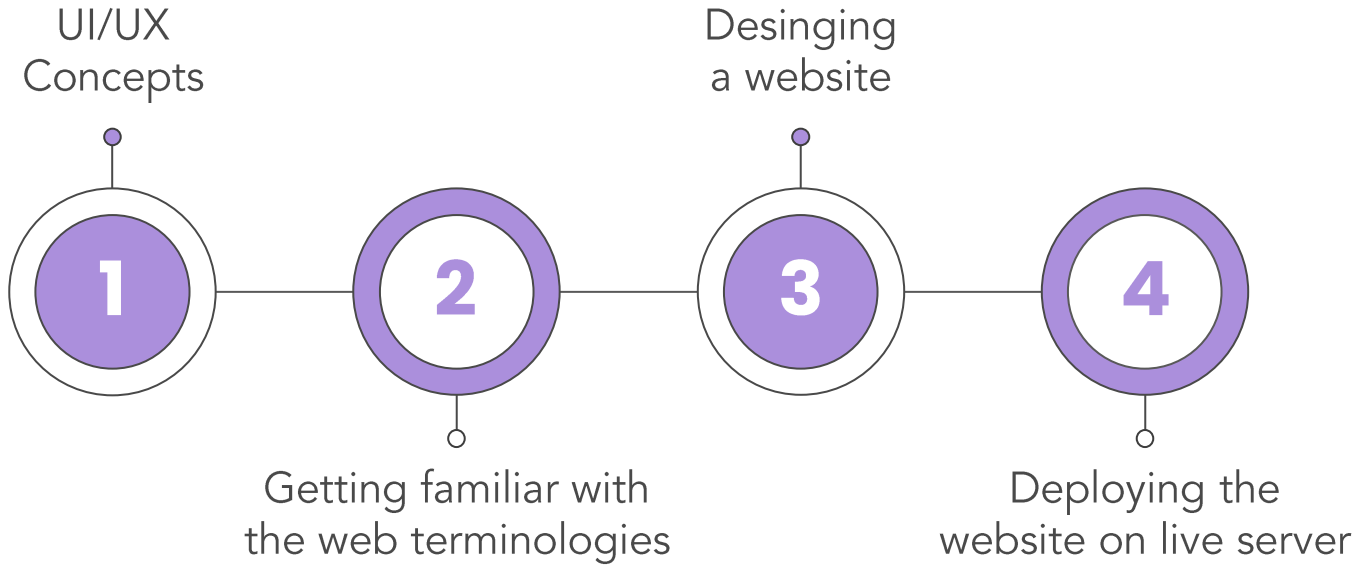 UI/UX
Concepts
1
2
Getting familiar with
the web terminologies
Desinging
a website
3
4
Deploying the
website on live server